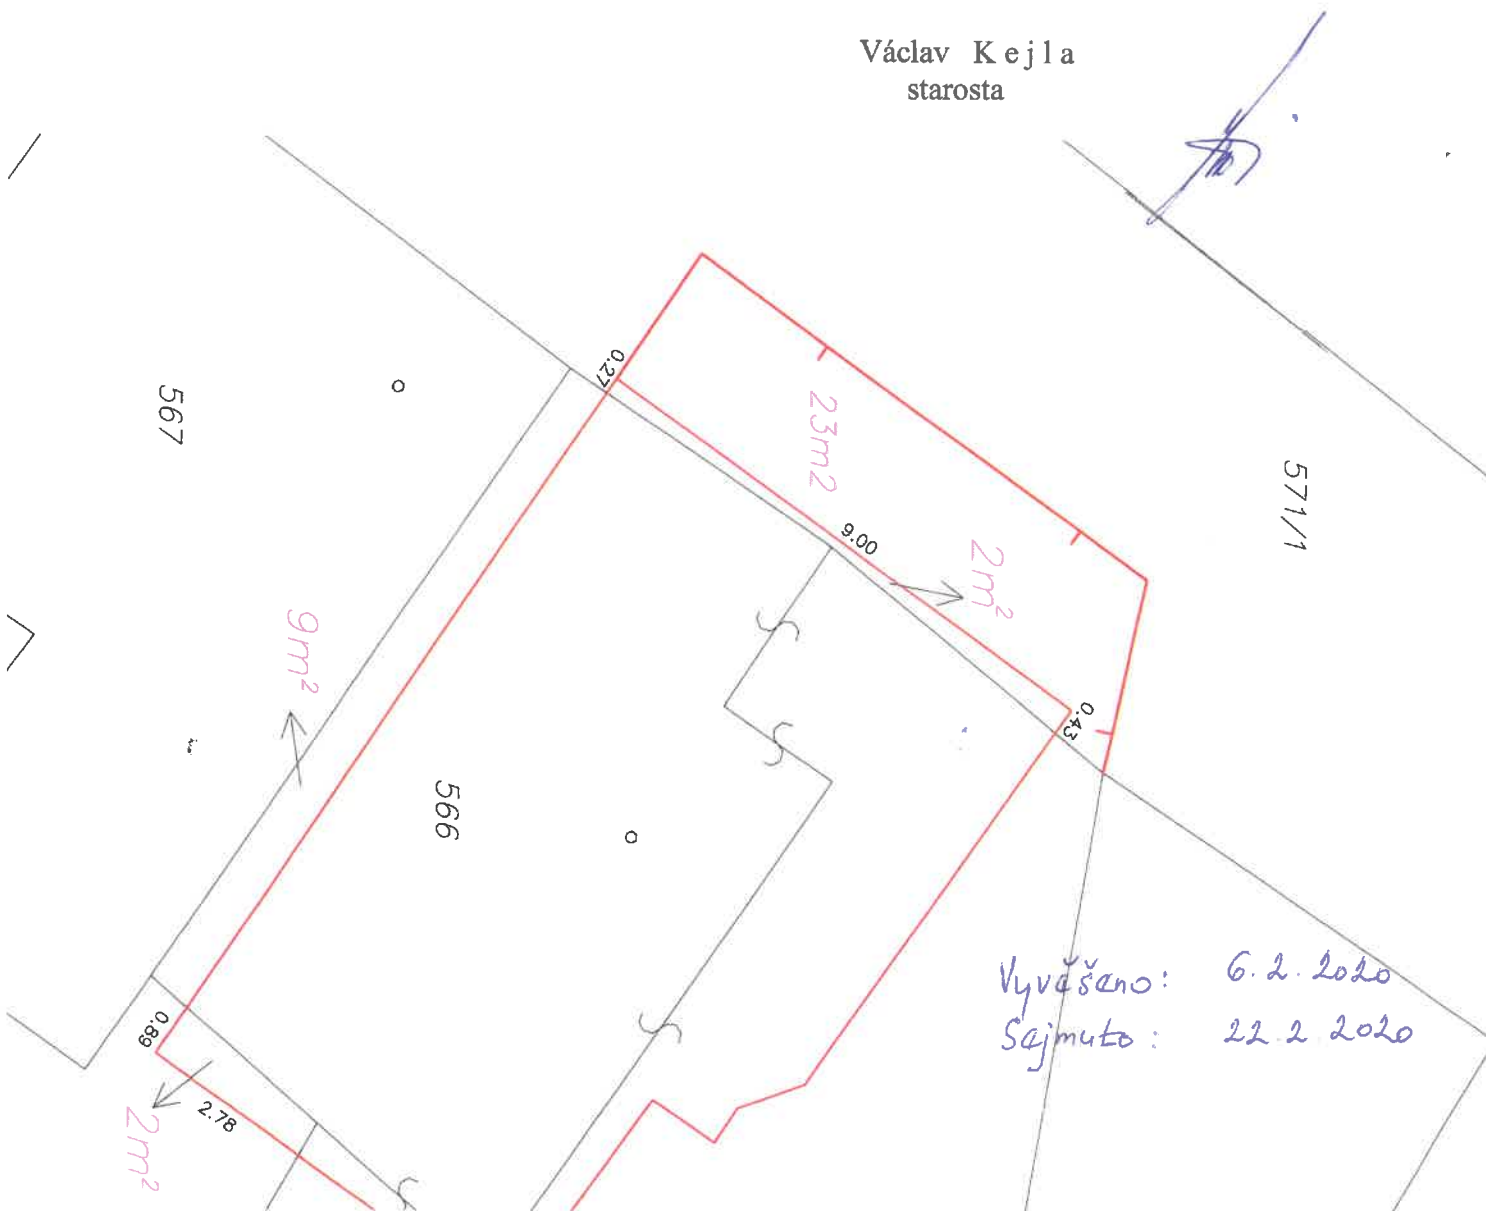 Václav Kejla
starosta
571/1
567
0.27
23m2
9.00
2m²
0.43
9m²
566
Vyvěšeno: 6.2.2020
Sejmuto: 22.2.2020
0.89
2.78
2m²